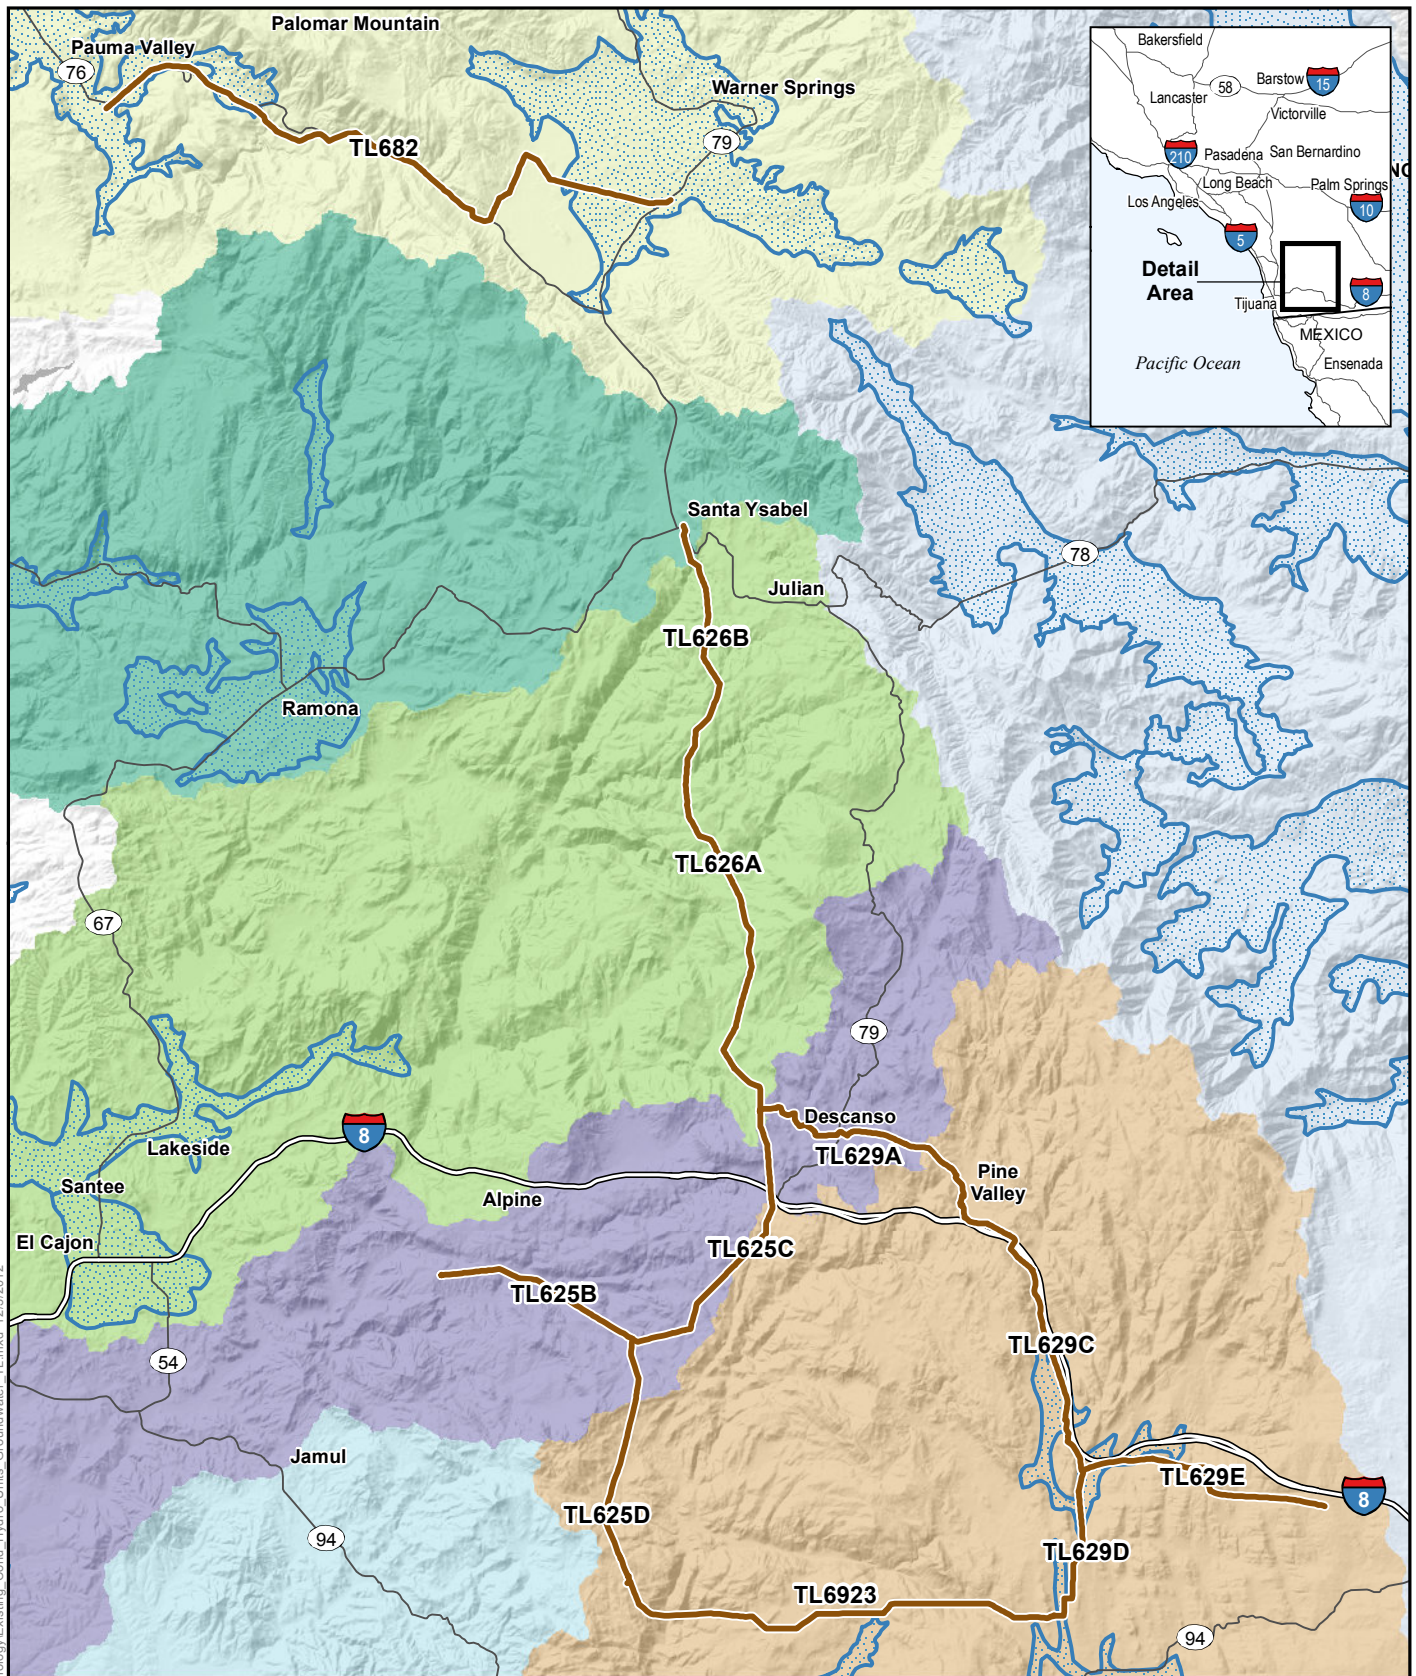 Palomar Mountain
Pauma Valley
76
Warner Springs
79
TL682
Bakersfield
58
Barstow
15
Lancaster
Victorville
210
Pasadena
San Bernardino
Long Beach
Palm Springs
Los Angeles
10
5
Detail
Area
8
Tijuana
MEXICO
Pacific Ocean
Ensenada
Santa Ysabel
78
Julian
TL626B
Ramona
TL626A
67
79
Descanso
8
Lakeside
TL629A
Pine
Valley
Santee
Alpine
El Cajon
TL625C
TL625B
TL629C
54
Jamul
TL629E
8
TL625D
94
TL629D
TL6923
94